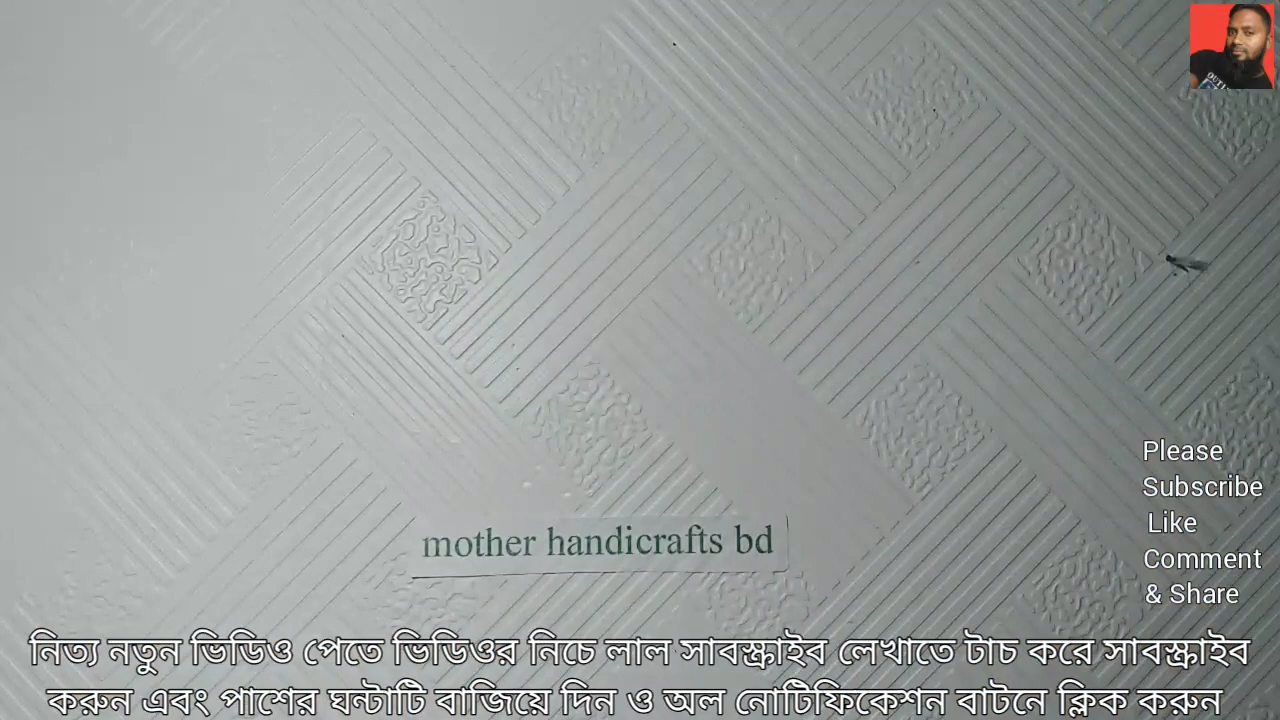 mother handicrafts bd
Please
Subscribe
Like
Comment
& Share
নিত্য নতুন ভিডিও পেতে ভিডিওর নিচে লাল সাবস্ক্রাইব লেখাতে টাচ করে সাবস্ক্রাইব
করুন এবং পাশের ঘন্টাটি বাজিয়ে দিন ও অল নোটিফিকেশন বাটনে ক্লিক করুন